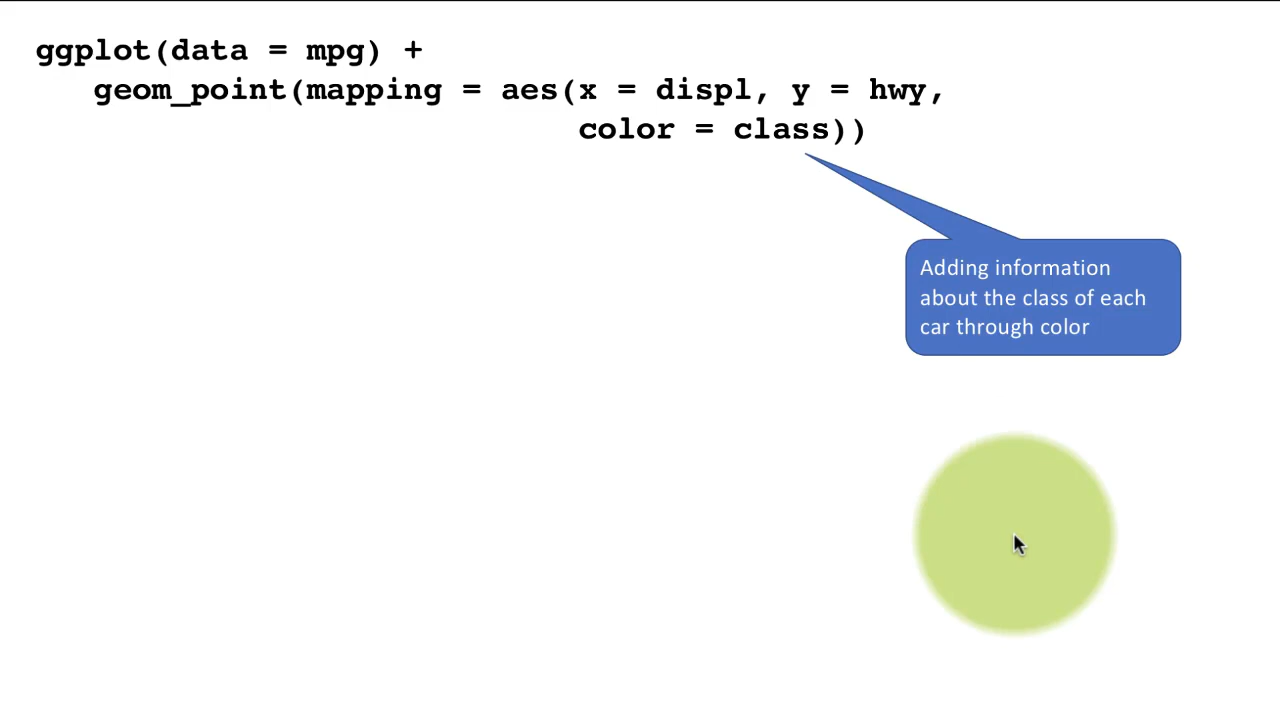 ggplot(data = mpg) +
geom_point(mapping = aes(x = displ, y = hwy,
color = class))
Adding information
about the class of each
car through color